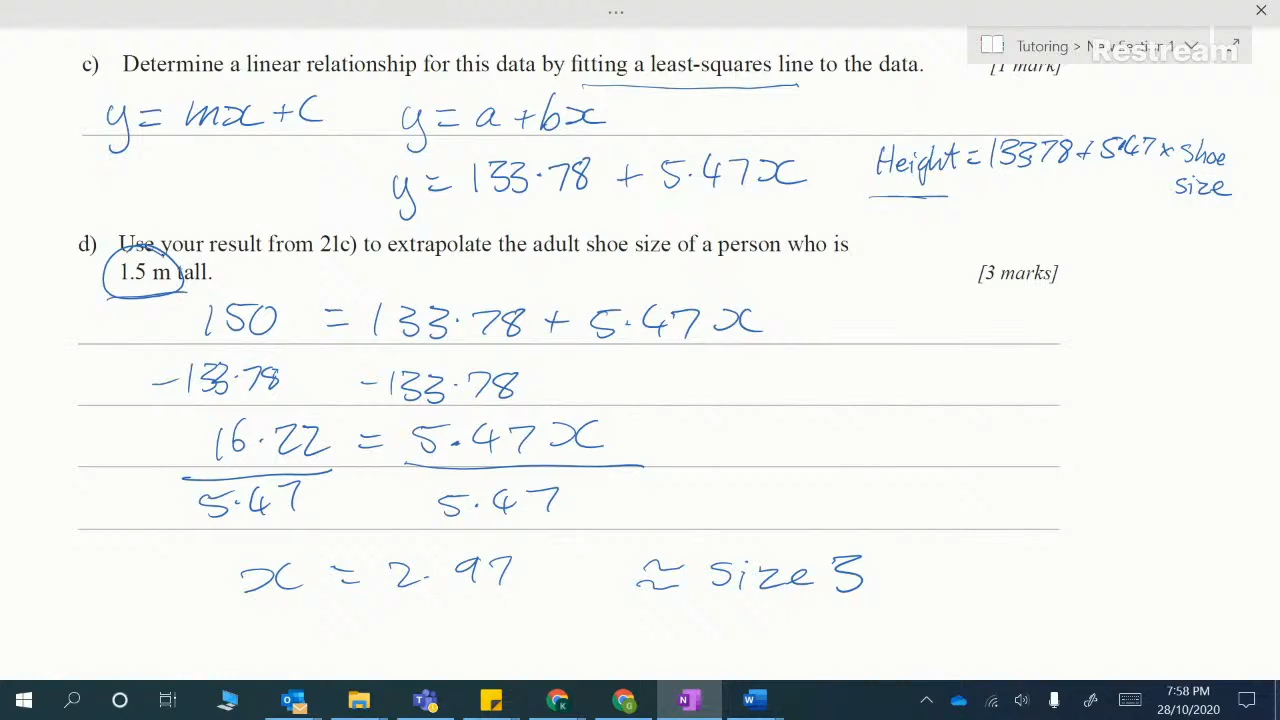 Tutoring > New Section 1
Restream
c) Determine a linear relationship for this data by fitting a least-squares line to the data. [1 mark]
y = mx + c y = a + bx
y = 133.78 + 5.47x
Height = 133.78 + 5.47 × shoe
size
d) Use your result from 21c) to extrapolate the adult shoe size of a person who is
1.5 m tall. [3 marks]
150 = 133.78 + 5.47x
-133.78 -133.78
16.22 = 5.47x
5.47 5.47
x = 2.97 ≈ size 3
7:58 PM
28/10/2020